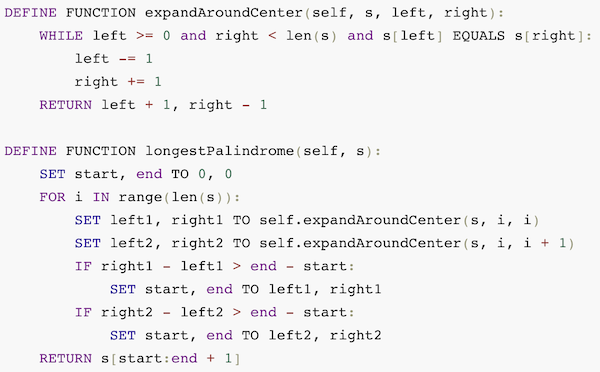 DEFINE FUNCTION expandAroundCenter(self, s, left, right):
    WHILE left >= 0 and right < len(s) and s[left] EQUALS s[right]:
        left -= 1
        right += 1
    RETURN left + 1, right - 1

DEFINE FUNCTION longestPalindrome(self, s):
    SET start, end TO 0, 0
    FOR i IN range(len(s)):
        SET left1, right1 TO self.expandAroundCenter(s, i, i)
        SET left2, right2 TO self.expandAroundCenter(s, i, i + 1)
        IF right1 - left1 > end - start:
            SET start, end TO left1, right1
        IF right2 - left2 > end - start:
            SET start, end TO left2, right2
    RETURN s[start:end + 1]